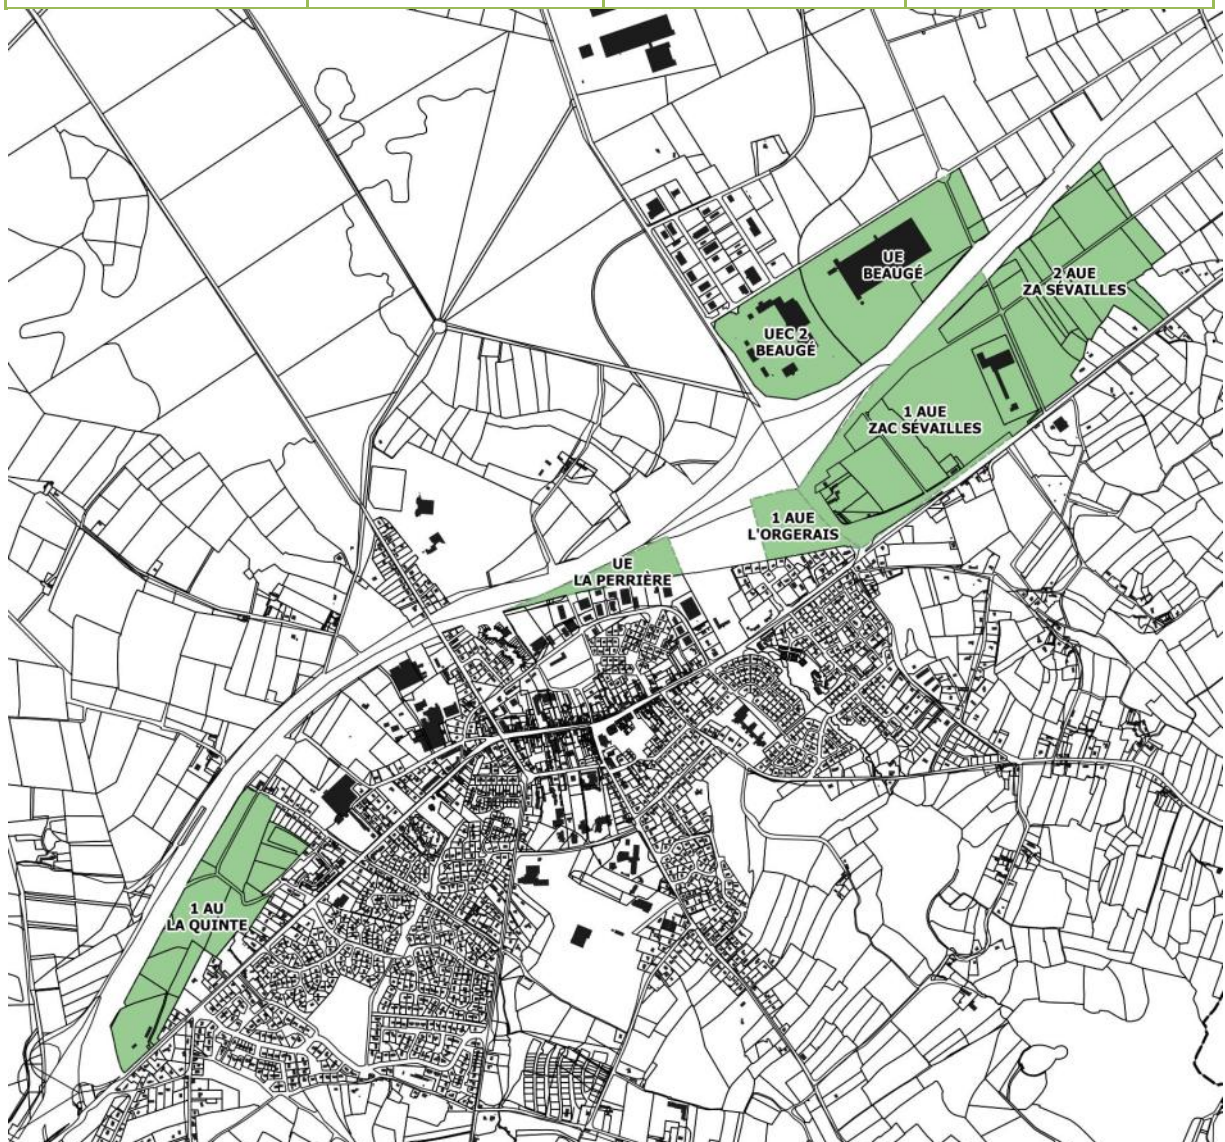 UE
BEAUGÉ
2 AUE
ZA SÉVAILLES
UEC 2
BEAUGÉ
1 AUE
ZAC SÉVAILLES
1 AUE
L'ORGERAIS
UE
LA PERRIÈRE
1 AU
LA QUINTE